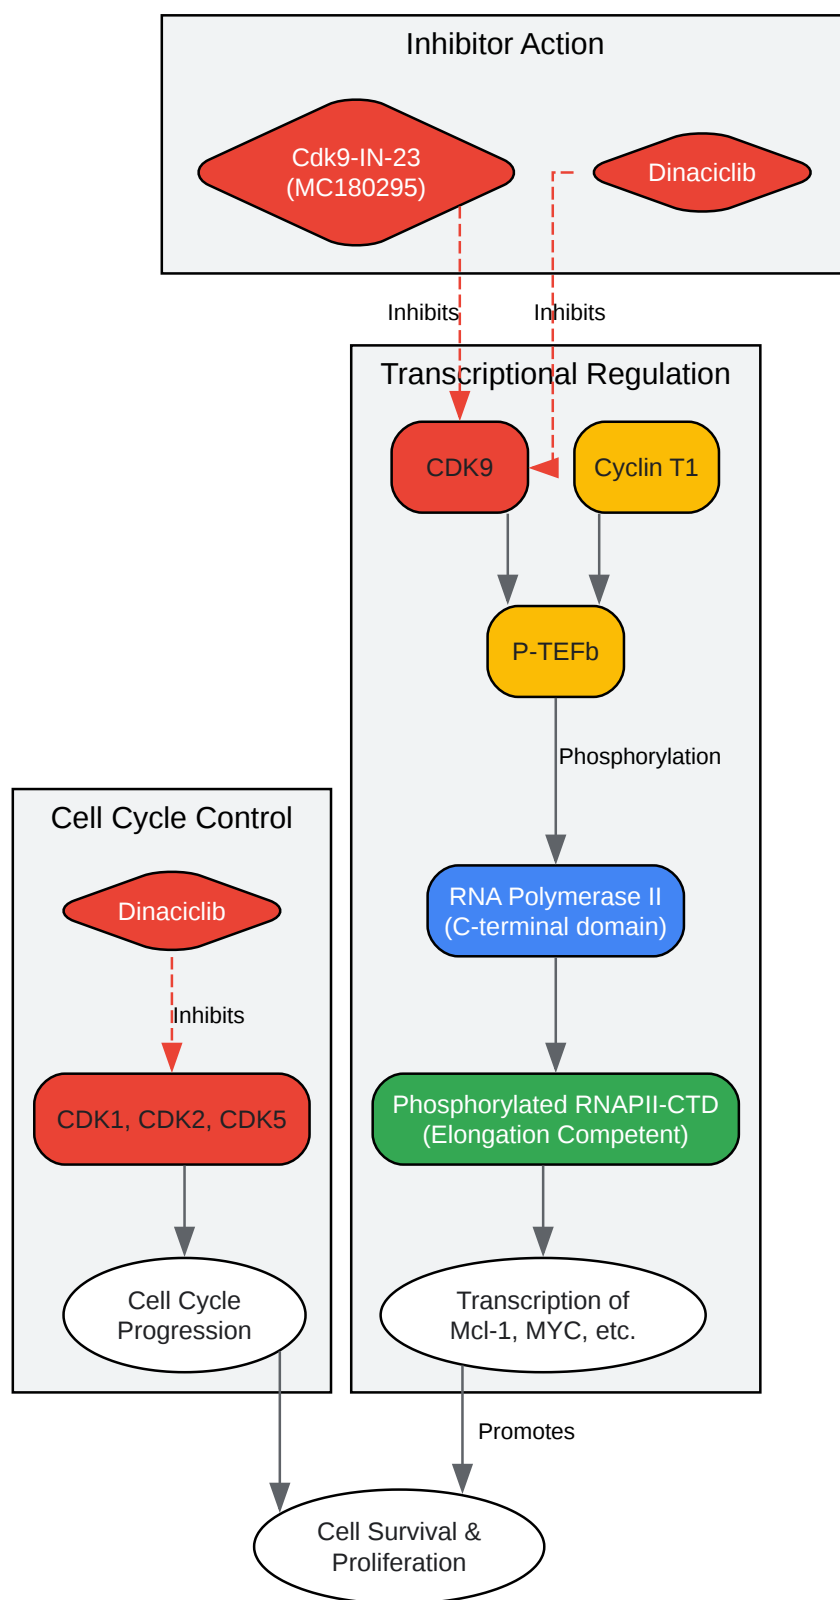 Inhibitor Action
Cdk9-IN-23
(MC180295)
Dinaciclib
Inhibits
Inhibits
Transcriptional Regulation
CDK9
Cyclin T1
P-TEFb
Phosphorylation
Cell Cycle Control
Dinaciclib
RNA Polymerase II
(C-terminal domain)
Inhibits
CDK1, CDK2, CDK5
Phosphorylated RNAPII-CTD
(Elongation Competent)
Cell Cycle
Progression
Transcription of
Mcl-1, MYC, etc.
Promotes
Cell Survival &
Proliferation